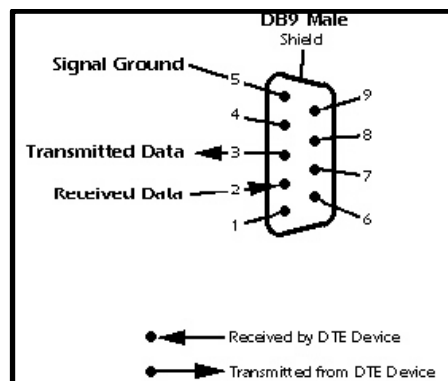 DB9 Male
Shield
Signal Ground 5
9
4
8
Transmitted Data 3
7
Received Data 2
1
6
Received by DTE Device
Transmitted from DTE Device